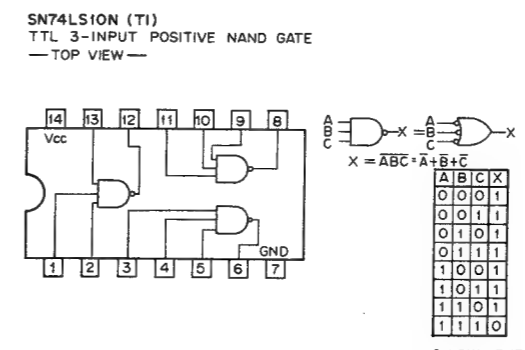 SN74LS10N (TI)
TTL 3-INPUT POSITIVE NAND GATE
—TOP VIEW—
14 13 12 11 10 9 8
Vcc
GND
1 2 3 4 5 6 7
A
B
C
X
=
A
B
C
X
X = A̅B̅C̅ = A̅+B̅+C̅
A B C X
0 0 0 1
0 0 1 1
0 1 0 1
0 1 1 1
1 0 0 1
1 0 1 1
1 1 0 1
1 1 1 0